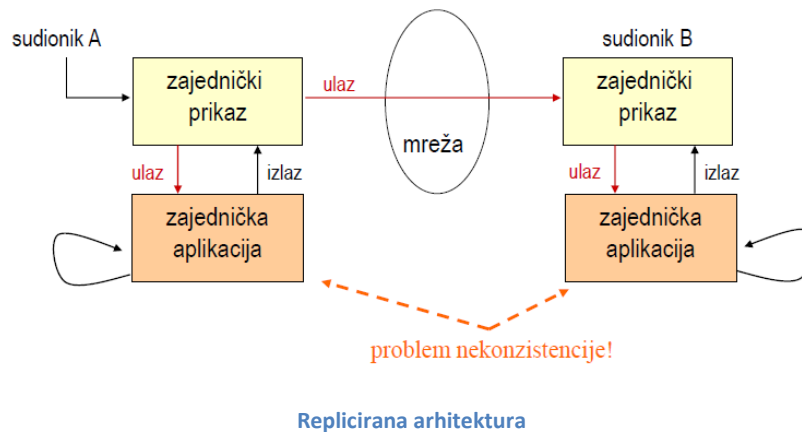 sudionik A
sudionik B
zajednički
prikaz
ulaz
mreža
zajednički
prikaz
ulaz
izlaz
ulaz
izlaz
zajednička
aplikacija
zajednička
aplikacija
problem nekonzistencije!
Replicirana arhitektura